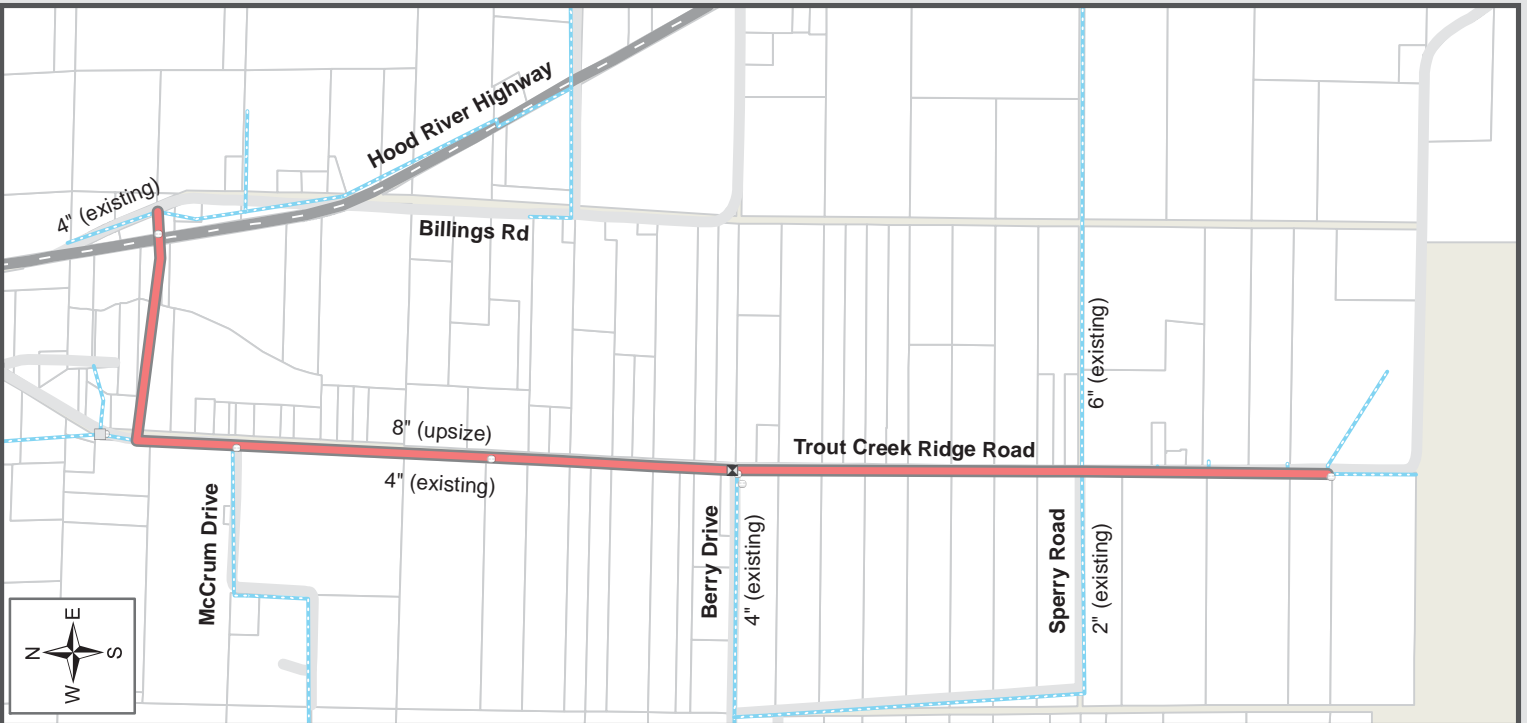 Hood River Highway
4" (existing)
Billings Rd
6" (existing)
8" (upsize)
Trout Creek Ridge Road
4" (existing)
McCrum Drive
Berry Drive
4" (existing)
Sperry Road
2" (existing)
E
N
S
W